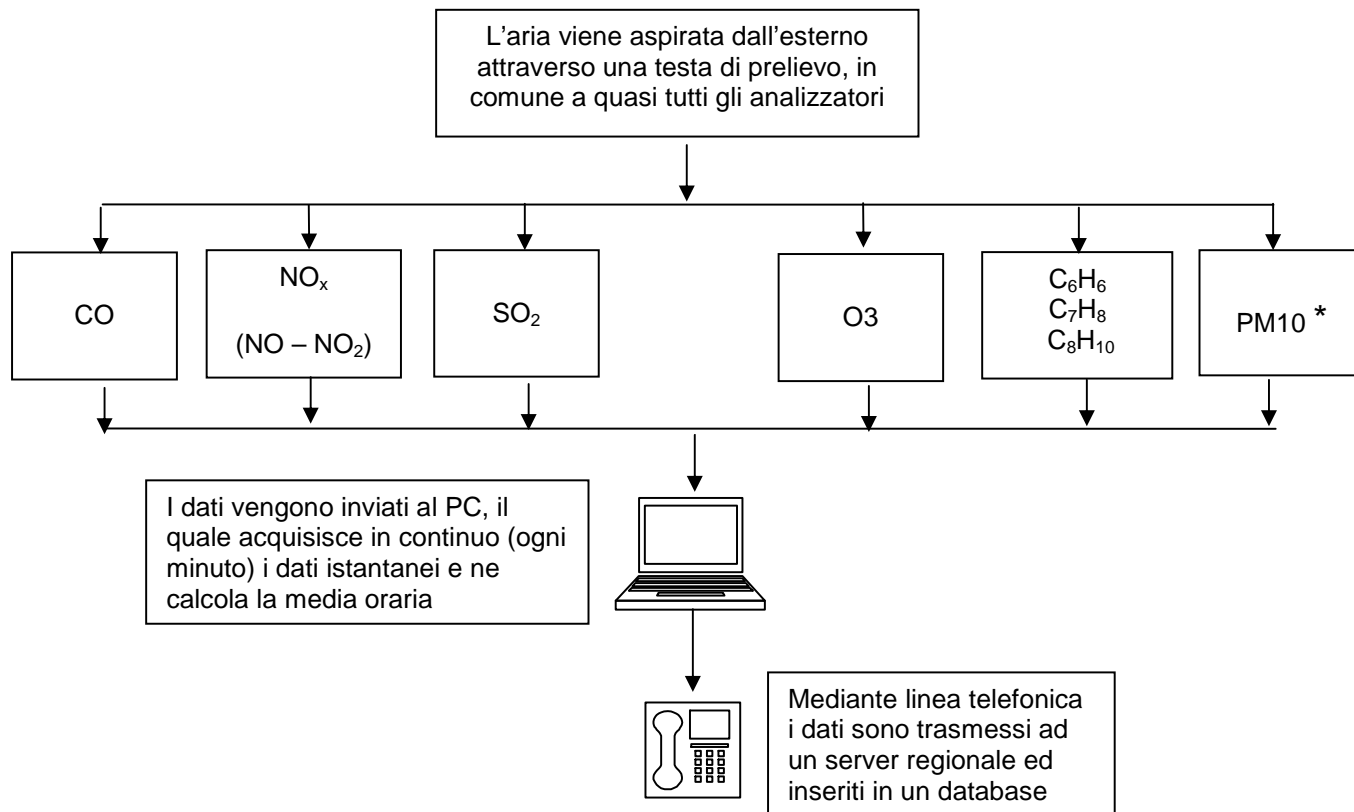 L'aria viene aspirata dall'esterno
attraverso una testa di prelievo, in
comune a quasi tutti gli analizzatori
CO
NOₓ
(NO – NO₂)
SO₂
O3
C₆H₆
C₇H₈
C₈H₁₀
PM10 *
I dati vengono inviati al PC, il
quale acquisisce in continuo (ogni
minuto) i dati istantanei e ne
calcola la media oraria
Mediante linea telefonica
i dati sono trasmessi ad
un server regionale ed
inseriti in un database